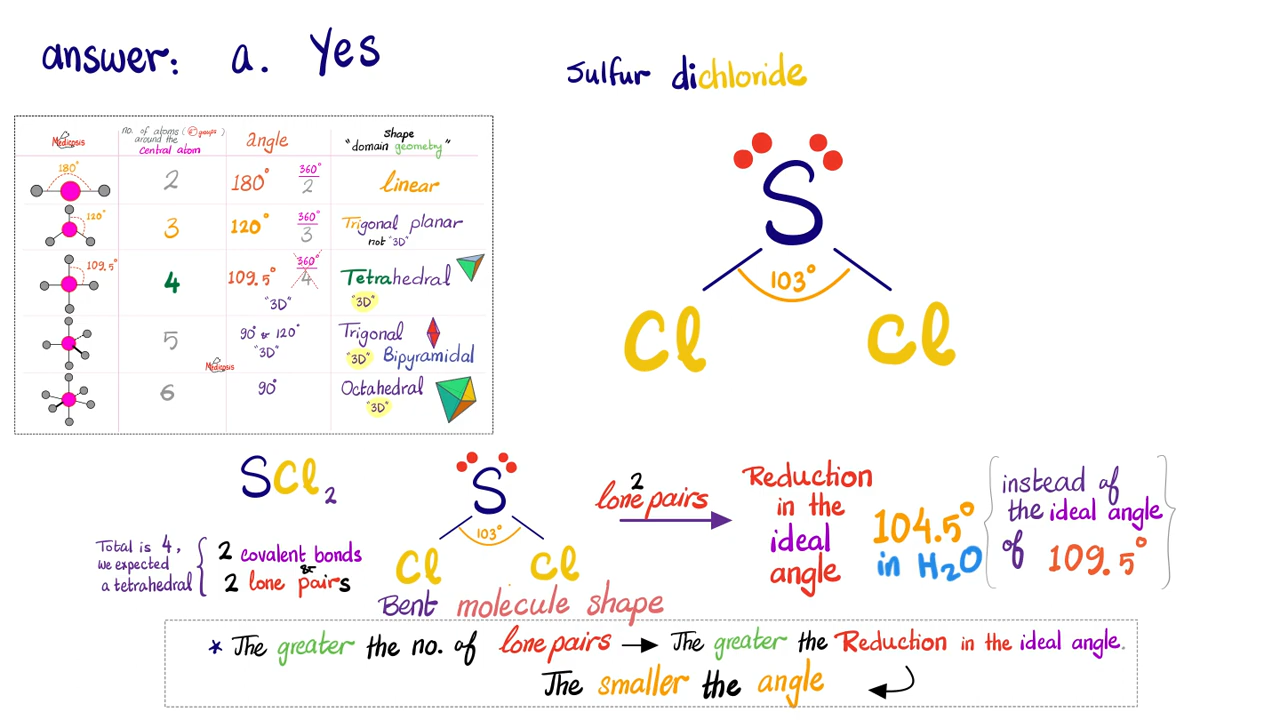 answer: a. Yes
Sulfur dichloride
Medicosis
no. of atoms (e⁻ groups)
around the
central atom
angle
shape
"domain geometry"
180°
2
180°
360°
2
linear
120°
3
120°
360°
3
Trigonal planar
not "3D"
109.5°
4
109.5°
360°
4
"3D"
Tetrahedral
"3D"
5
90° & 120°
"3D"
Trigonal
"3D" Bipyramidal
Medicosis
6
90°
Octahedral
"3D"
S
103°
Cl Cl
SCl₂
Total is 4,
we expected
a tetrahedral
2 covalent bonds
&
2 lone pairs
S
103°
Cl Cl
Bent molecule shape
2
lone pairs
Reduction
in the
ideal
angle
104.5°
in H₂O
instead of
the ideal angle
of 109.5°
* The greater the no. of lone pairs → The greater the Reduction in the ideal angle.
The smaller the angle